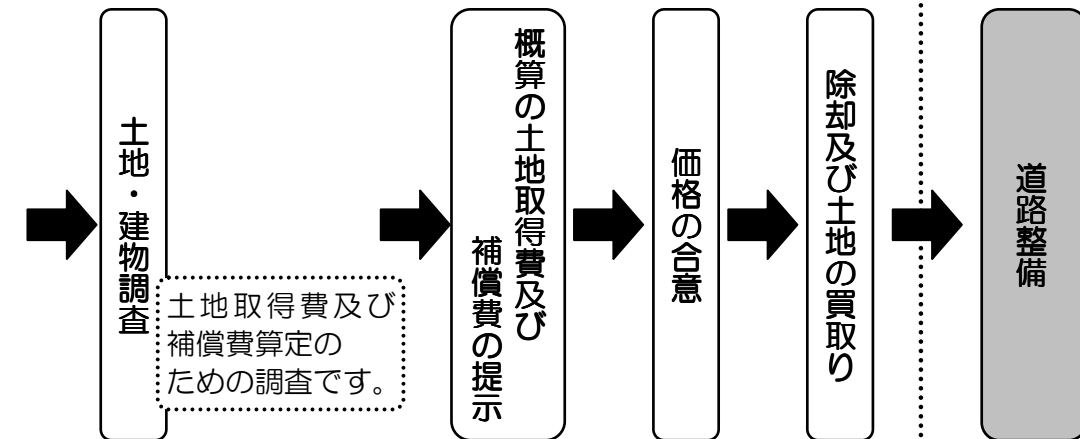 土地・建物調査
土地取得費及び
補償費算定の
ための調査です。
概算の土地取得費及び
補償費の提示
価格の合意
除却及び土地の買取り
道路整備